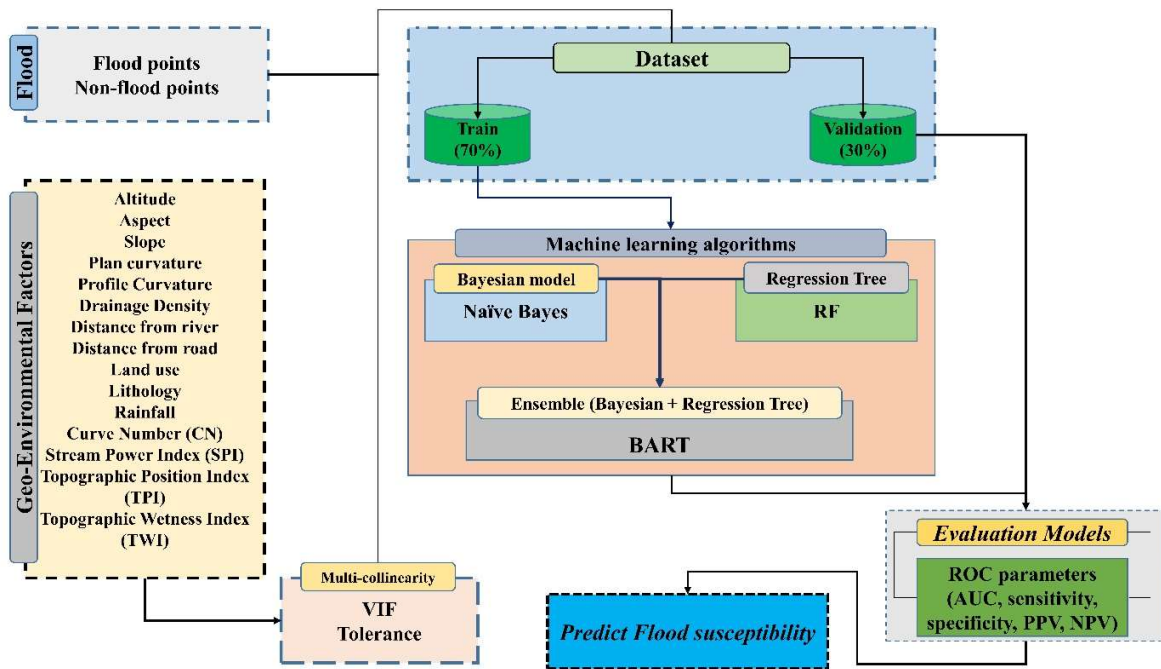 Flood
Flood points
Non-flood points
Geo-Environmental Factors
Altitude
Aspect
Slope
Plan curvature
Profile Curvature
Drainage Density
Distance from river
Distance from road
Land use
Lithology
Rainfall
Curve Number (CN)
Stream Power Index (SPI)
Topographic Position Index
(TPI)
Topographic Wetness Index
(TWI)
Multi-collinearity
VIF
Tolerance
Dataset
Train
(70%)
Validation
(30%)
Machine learning algorithms
Bayesian model
Naïve Bayes
Regression Tree
RF
Ensemble (Bayesian + Regression Tree)
BART
Evaluation Models
ROC parameters
(AUC, sensitivity,
specificity, PPV, NPV)
Predict Flood susceptibility